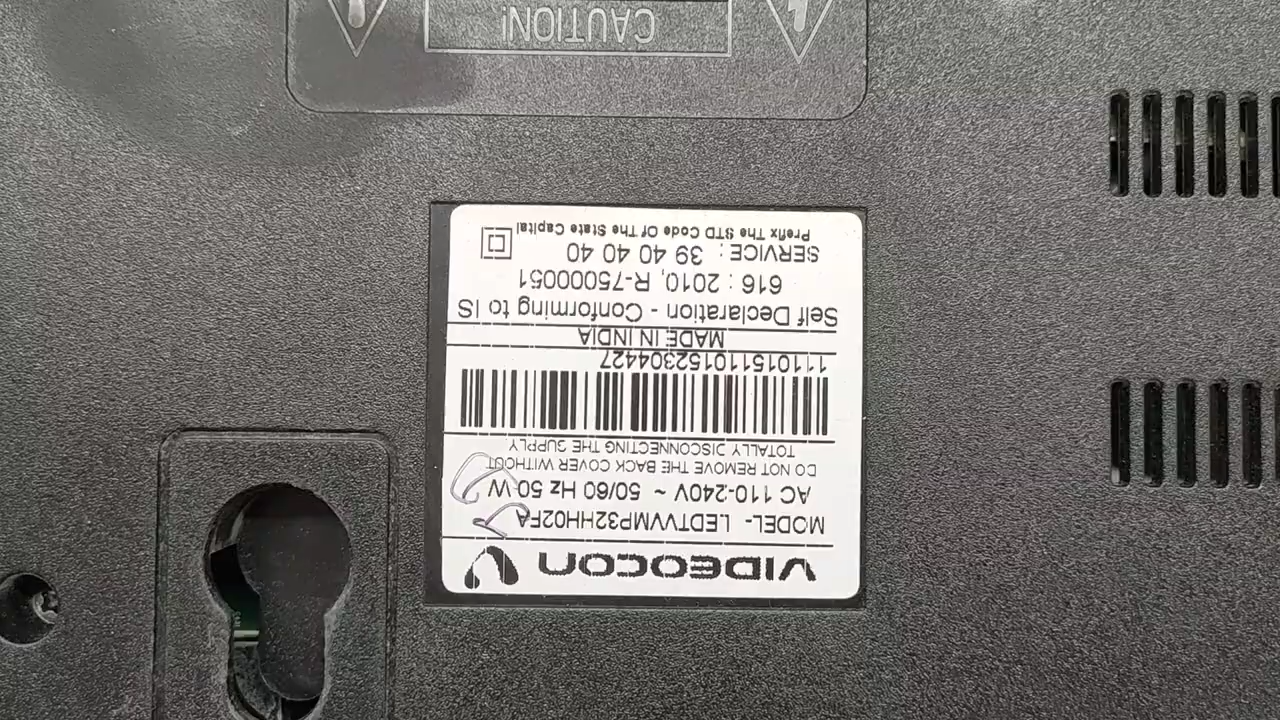 VIDEOCON
MODEL- LEDTVVMP32HH02FA
AC 110-240V ~ 50/60 Hz 50 W
DO NOT REMOVE THE BACK COVER WITHOUT
TOTALLY DISCONNECTING THE SUPPLY
111015110152304427
MADE IN INDIA
Self Declaration - Conforming to IS
616 : 2010, R-75000051
SERVICE : 39 40 40 40
Prefix The STD Code Of The State Capital
CAUTION!